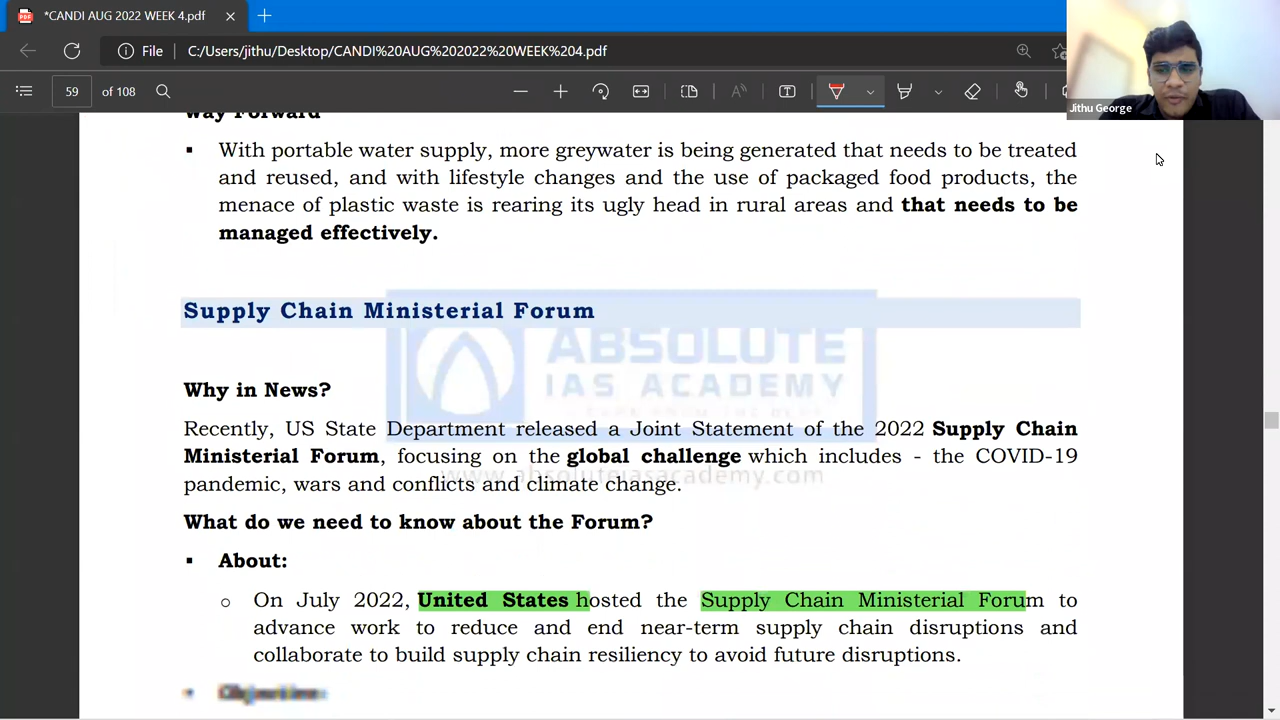 *CANDI AUG 2022 WEEK 4.pdf
File
C:/Users/jithu/Desktop/CANDI%20AUG%202022%20WEEK%204.pdf
59 of 108
Jithu George
Way Forward
▪ With portable water supply, more greywater is being generated that needs to be treated
and reused, and with lifestyle changes and the use of packaged food products, the
menace of plastic waste is rearing its ugly head in rural areas and that needs to be
managed effectively.
Supply Chain Ministerial Forum
ABSOLUTE
IAS ACADEMY
Why in News?
Recently, US State Department released a Joint Statement of the 2022 Supply Chain
Ministerial Forum, focusing on the global challenge which includes - the COVID-19
www.absoluteiasacademy.com
pandemic, wars and conflicts and climate change.
What do we need to know about the Forum?
▪ About:
o On July 2022, United States hosted the Supply Chain Ministerial Forum to
advance work to reduce and end near-term supply chain disruptions and
collaborate to build supply chain resiliency to avoid future disruptions.
▪ Objective: